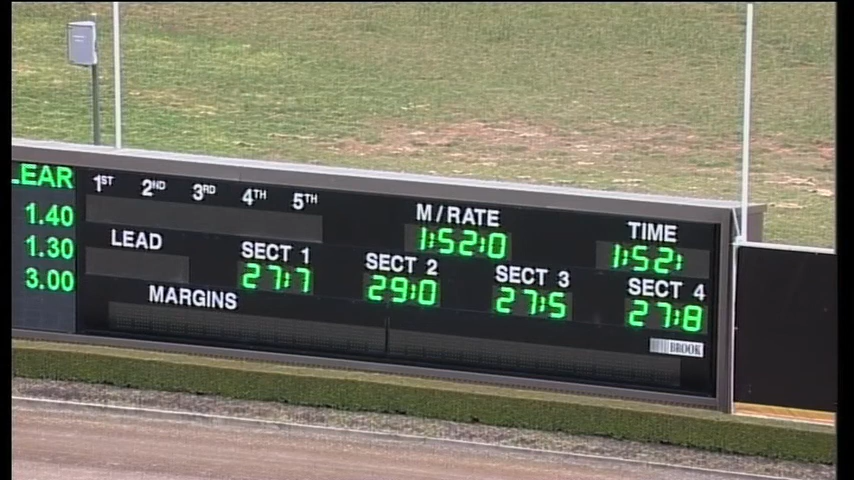 LEAR
1.40
1.30
3.00
1ST 2ND 3RD 4TH 5TH
M/RATE
1:52:0
TIME
1:52:
LEAD
SECT 1
27:7
SECT 2
29:0
SECT 3
27:5
SECT 4
27:8
MARGINS
BROOK